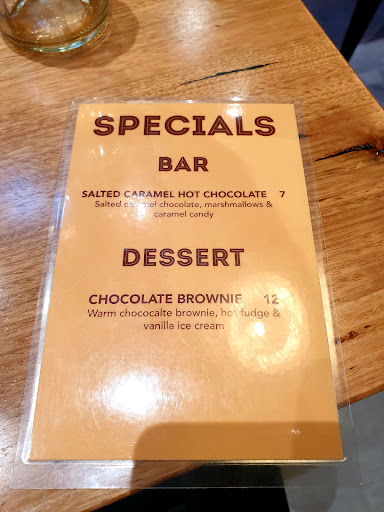 SPECIALS
BAR
SALTED CARAMEL HOT CHOCOLATE 7
Salted caramel chocolate, marshmallows &
caramel candy
DESSERT
CHOCOLATE BROWNIE 12
Warm chococalte brownie, hot fudge &
vanilla ice cream